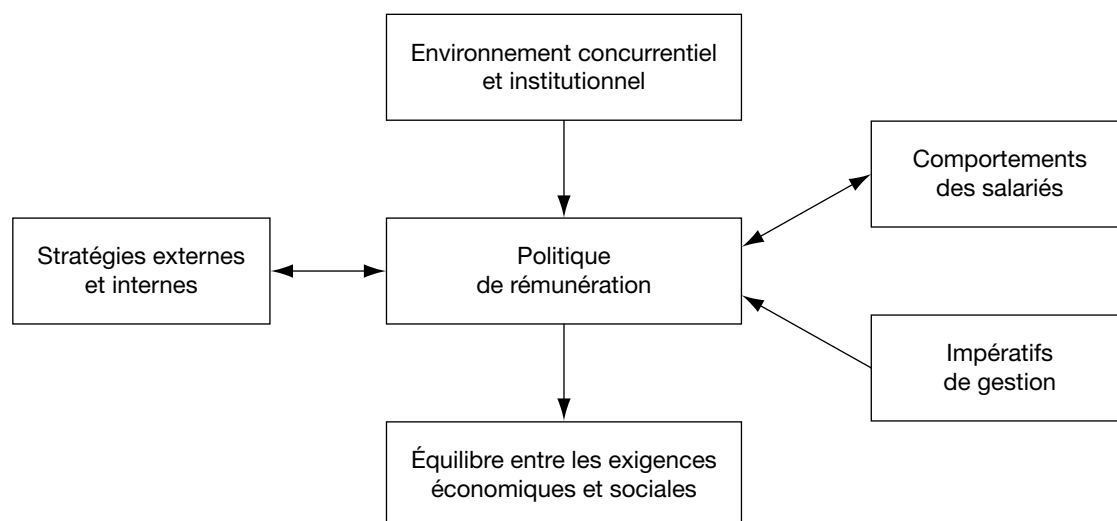 Environnement concurrentiel
et institutionnel
Comportements
des salariés
Stratégies externes
et internes
Politique
de rémunération
Impératifs
de gestion
Équilibre entre les exigences
économiques et sociales